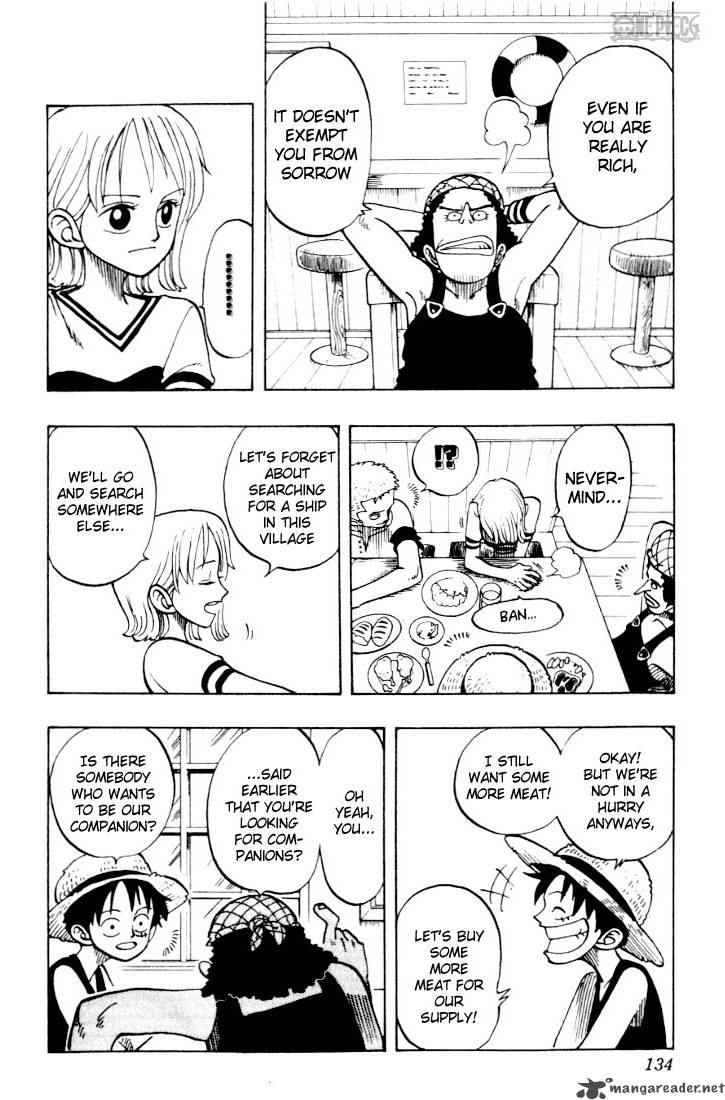 ONE PIECE
EVEN IF
YOU ARE
REALLY
RICH,
IT DOESN'T
EXEMPT
YOU FROM
SORROW
.........
NEVER-
MIND...
!?
BAN...
LET'S FORGET
ABOUT
SEARCHING
FOR A SHIP
IN THIS
VILLAGE
WE'LL GO
AND SEARCH
SOMEWHERE
ELSE...
OKAY!
BUT WE'RE
NOT IN A
HURRY
ANYWAYS,
I STILL
WANT SOME
MORE MEAT!
LET'S BUY
SOME
MORE
MEAT FOR
OUR
SUPPLY!
OH
YEAH,
YOU...
...SAID
EARLIER
THAT YOU'RE
LOOKING
FOR COM-
PANIONS?
IS THERE
SOMEBODY
WHO WANTS
TO BE OUR
COMPANION?
134
mangareader.net